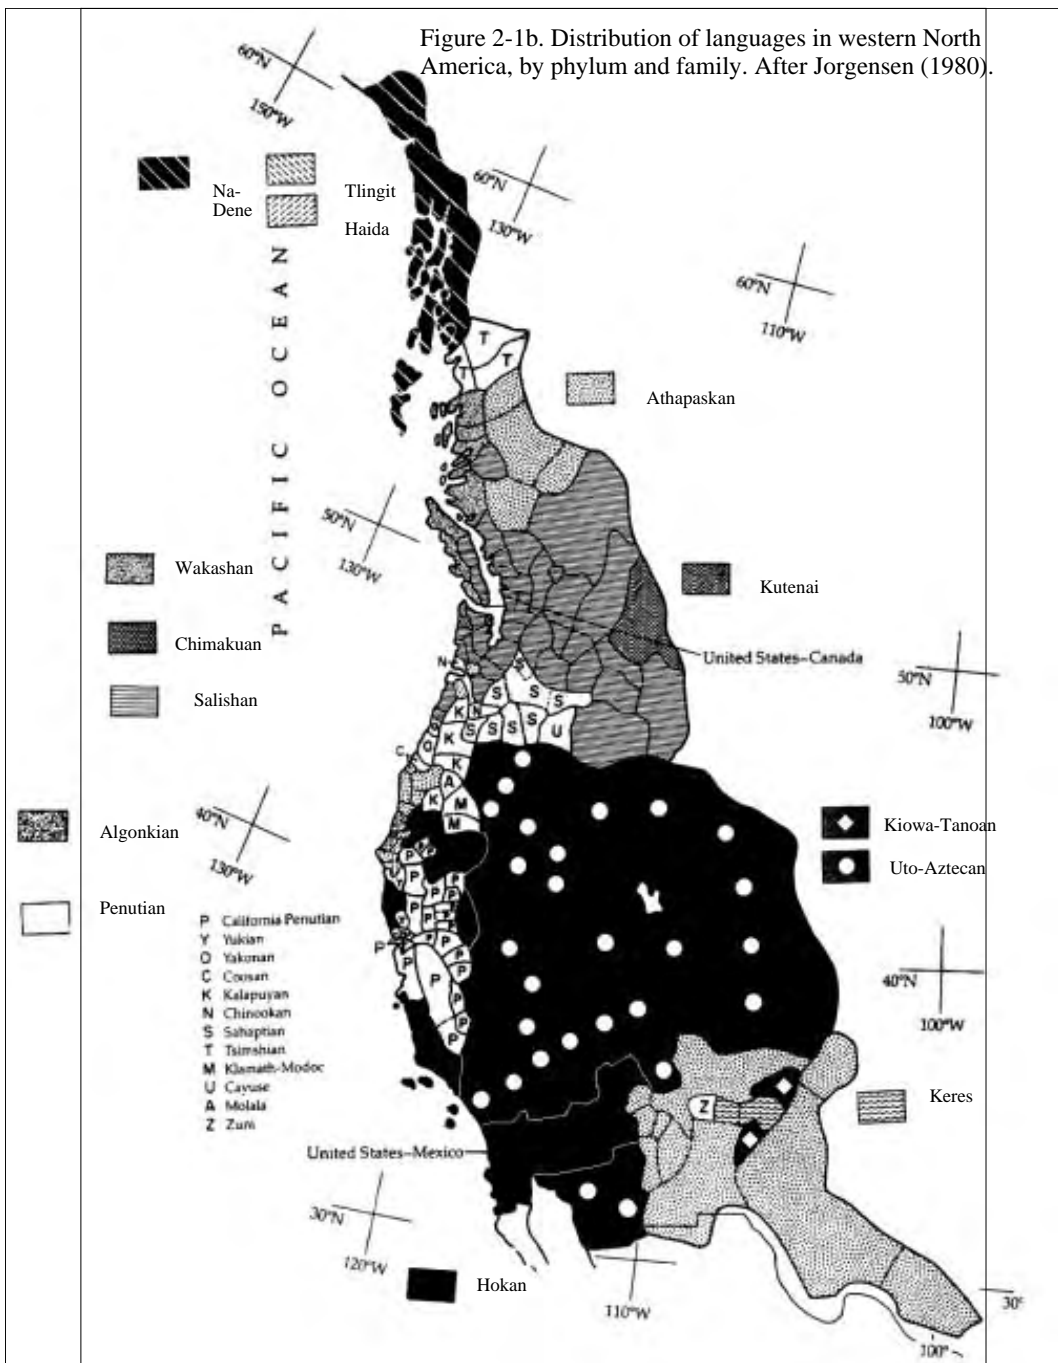 Figure 2-1b. Distribution of languages in western North
America, by phylum and family. After Jorgensen (1980).
60°N
150°W
Na-
Dene
Tlingit
Haida
60°N
130°W
60°N
110°W
PACIFIC OCEAN
T
T
T
Athapaskan
50°N
130°W
Wakashan
Kutenai
Chimakuan
United States–Canada
Salishan
50°N
100°W
N
S
S
S
S
K
N
S
S
S
S
U
O
K
C
K
A
K
M
M
40°N
130°W
Algonkian
Kiowa-Tanoan
Uto-Aztecan
Penutian
P California Penutian
Y Yukian
O Yakonan
C Coosan
K Kalapuyan
N Chinookan
S Sahaptian
T Tsimshian
M Klamath-Modoc
U Cayuse
A Molala
Z Zuni
P
P
P
P
P
P
P
P
P
P
P
P
P
40°N
100°W
Z
Keres
United States–Mexico
30°N
120°W
Hokan
110°W
30°
100°